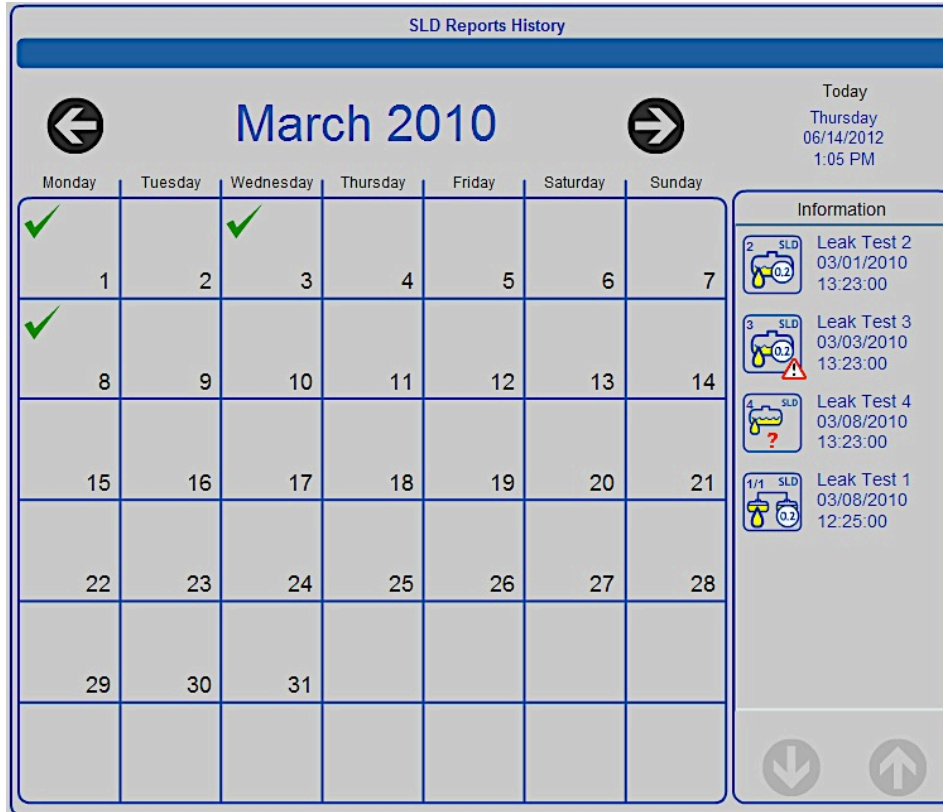 SLD Reports History
March 2010
Today
Thursday
06/14/2012
1:05 PM
Monday Tuesday Wednesday Thursday Friday Saturday Sunday
1 2 3 4 5 6 7
8 9 10 11 12 13 14
15 16 17 18 19 20 21
22 23 24 25 26 27 28
29 30 31
Information
2 SLD
0.2
Leak Test 2
03/01/2010
13:23:00
3 SLD
0.2
Leak Test 3
03/03/2010
13:23:00
4 SLD
?
Leak Test 4
03/08/2010
13:23:00
1/1 SLD
0.2
Leak Test 1
03/08/2010
12:25:00